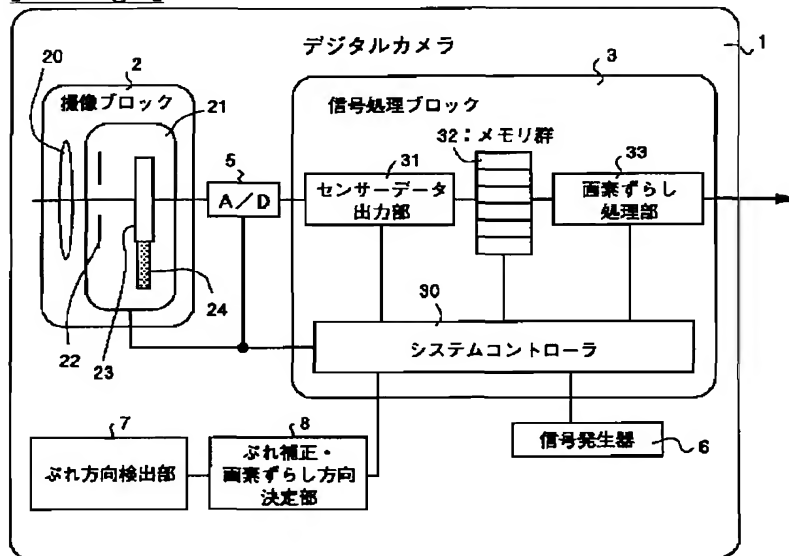 デジタルカメラ
1
20
2
撮像ブロック
21
3
信号処理ブロック
32:メモリ群
5
A/D
31
センサーデータ
出力部
33
画素ずらし
処理部
22
23
24
30
システムコントローラ
7
ぶれ方向検出部
8
ぶれ補正・
画素ずらし方向
決定部
信号発生器
6